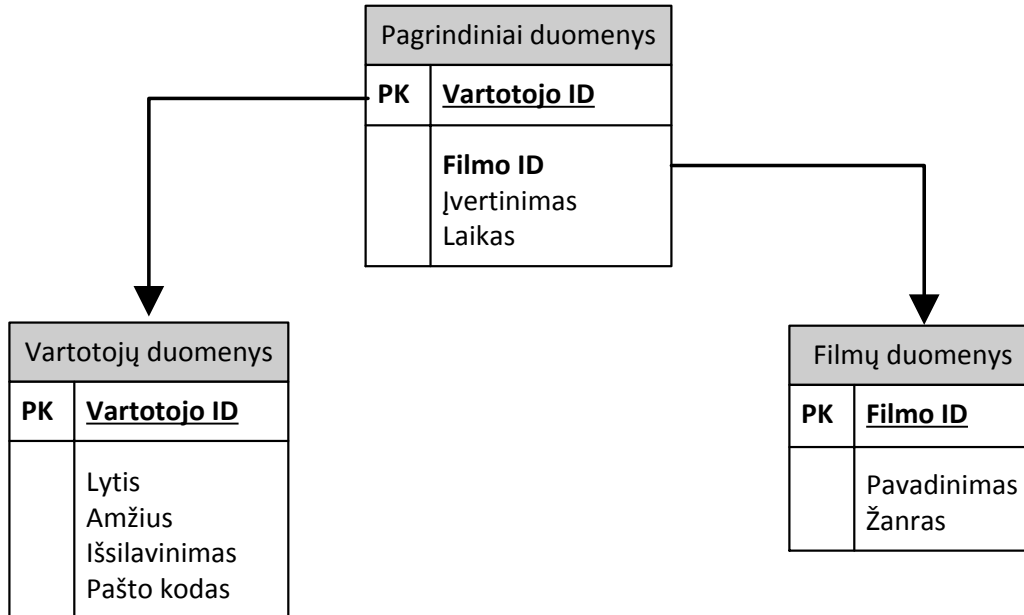 Pagrindiniai duomenys
PK Vartotojo ID
Filmo ID
Įvertinimas
Laikas
Vartotojų duomenys
PK Vartotojo ID
Lytis
Amžius
Išsilavinimas
Pašto kodas
Filmų duomenys
PK Filmo ID
Pavadinimas
Žanras